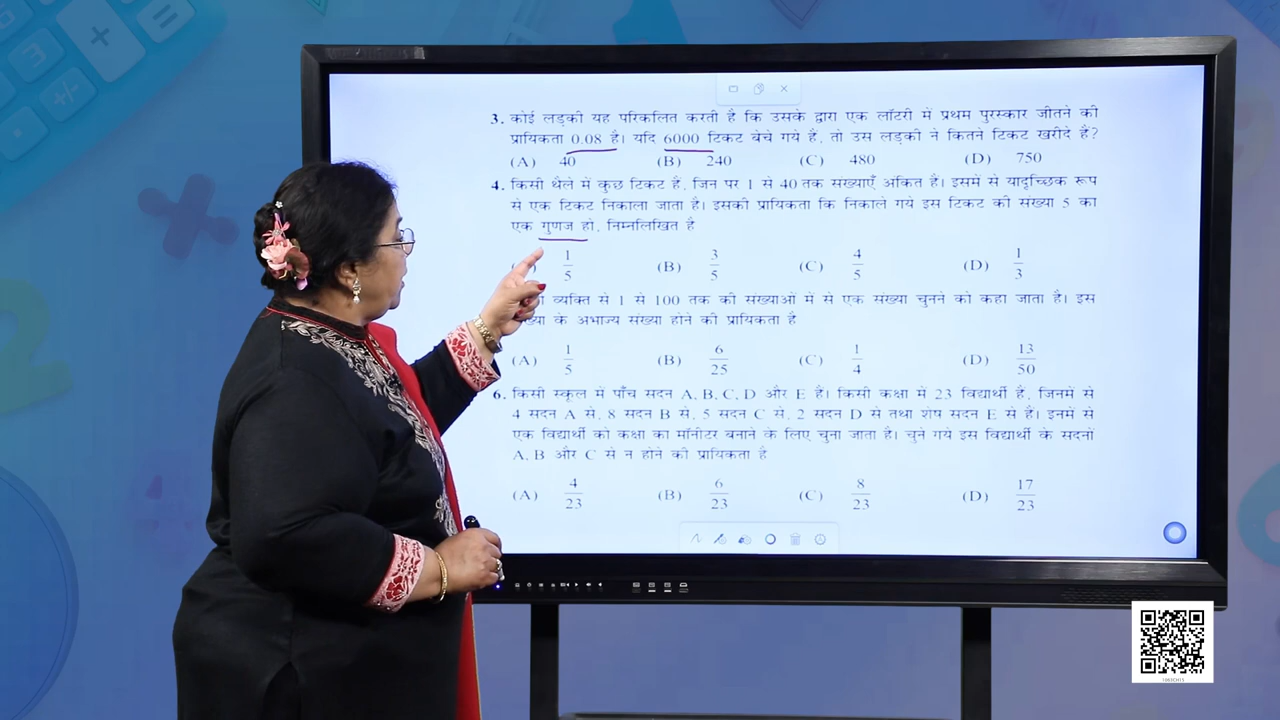 3. कोई लड़की यह परिकलित करती है कि उसके द्वारा एक लॉटरी में प्रथम पुरस्कार जीतने की
प्रायिकता 0.08 है। यदि 6000 टिकट बेचे गये हैं, तो उस लड़की ने कितने टिकट खरीदे हैं?
(A) 40 (B) 240 (C) 480 (D) 750
4. किसी थैले में कुछ टिकट हैं, जिन पर 1 से 40 तक संख्याएँ अंकित हैं। इसमें से यादृच्छिक रूप
से एक टिकट निकाला जाता है। इसकी प्रायिकता कि निकाले गये इस टिकट की संख्या 5 का
एक गुणज हो, निम्नलिखित है
1/5 (B) 3/5 (C) 4/5 (D) 1/3
व्यक्ति से 1 से 100 तक की संख्याओं में से एक संख्या चुनने को कहा जाता है। इस
के अभाज्य संख्या होने की प्रायिकता है
(A) 1/5 (B) 6/25 (C) 1/4 (D) 13/50
6. किसी स्कूल में पाँच सदन A, B, C, D और E हैं। किसी कक्षा में 23 विद्यार्थी हैं, जिनमें से
4 सदन A से, 8 सदन B से, 5 सदन C से, 2 सदन D से तथा शेष सदन E से हैं। इनमें से
एक विद्यार्थी को कक्षा का मॉनीटर बनाने के लिए चुना जाता है। चुने गये इस विद्यार्थी के सदनों
A, B और C से न होने की प्रायिकता है
(A) 4/23 (B) 6/23 (C) 8/23 (D) 17/23